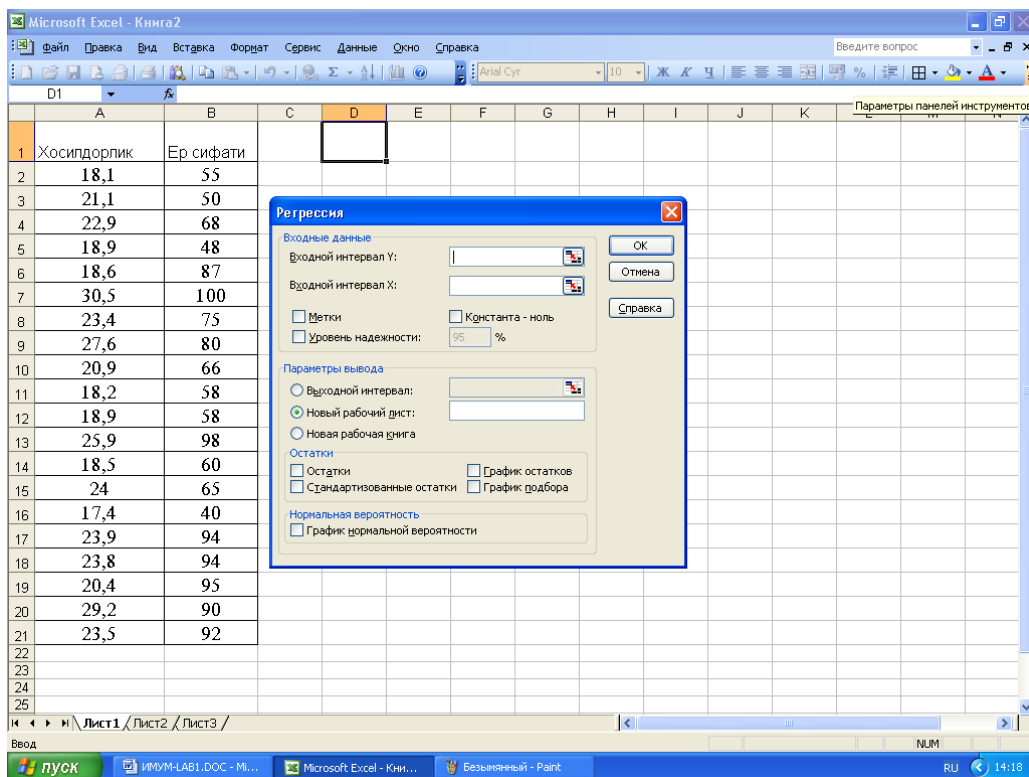 Microsoft Excel - Книга2
Файл Правка Вид Вставка Формат Сервис Данные Окно Справка
Введите вопрос
Arial Cyr 10 Ж К Ч
D1 fx
Параметры панелей инструментов
A B C D E F G H I J K L M N
1 Хосилдорлик Ер сифати
2 18,1 55
3 21,1 50
4 22,9 68
5 18,9 48
6 18,6 87
7 30,5 100
8 23,4 75
9 27,6 80
10 20,9 66
11 18,2 58
12 18,9 58
13 25,9 98
14 18,5 60
15 24 65
16 17,4 40
17 23,9 94
18 23,8 94
19 20,4 95
20 29,2 90
21 23,5 92
22
23
24
25
Регрессия
Входные данные
Входной интервал Y:
Входной интервал X:
Метки
Константа - ноль
Уровень надежности: 95 %
ОК
Отмена
Справка
Параметры вывода
Выходной интервал:
Новый рабочий лист:
Новая рабочая книга
Остатки
Остатки
График остатков
Стандартизованные остатки
График подбора
Нормальная вероятность
График нормальной вероятности
Лист1 Лист2 Лист3
Ввод
NUM
пуск
ИМУМ-LAB1.DOC - Mi...
Microsoft Excel - Кни...
Безымянный - Paint
RU 14:18